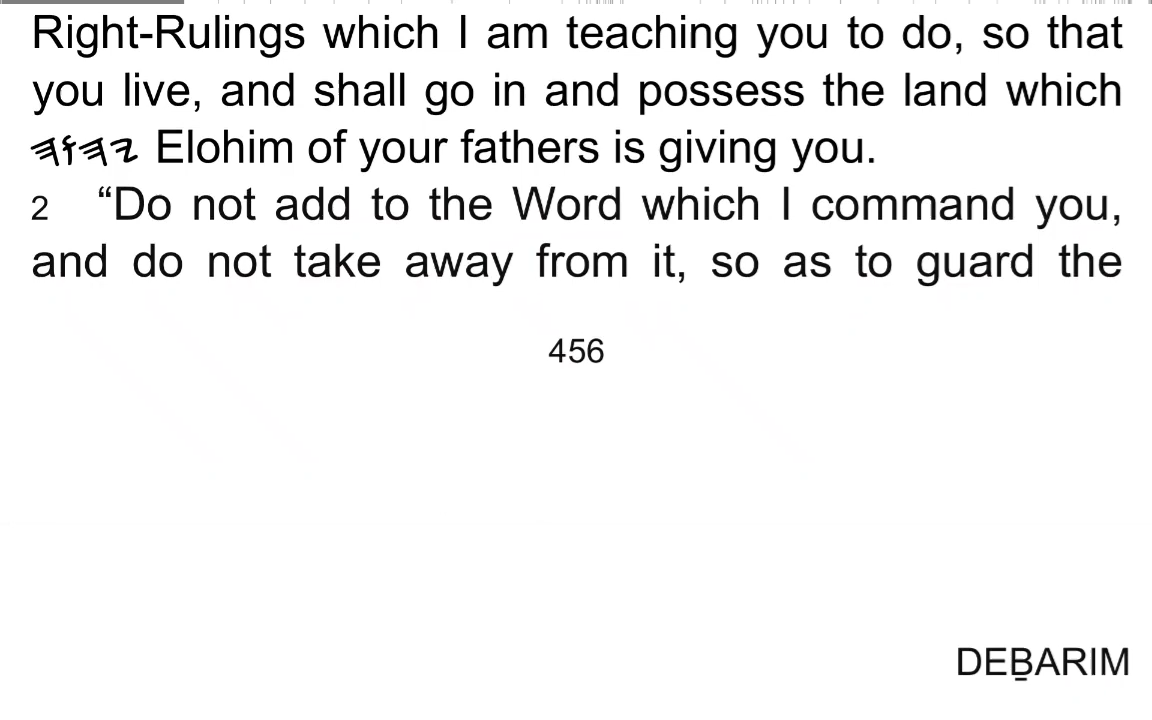 Right-Rulings which I am teaching you to do, so that
you live, and shall go in and possess the land which
𐤉𐤄𐤅𐤄 Elohim of your fathers is giving you.
2 “Do not add to the Word which I command you,
and do not take away from it, so as to guard the
456
DEḆARIM